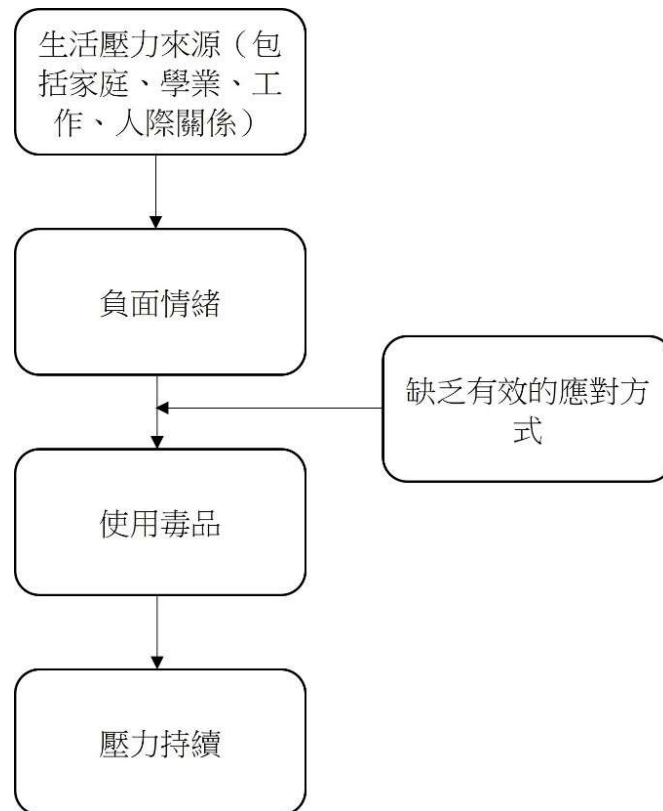 生活壓力來源（包
括家庭、學業、工
作、人際關係）
負面情緒
缺乏有效的應對方
式
使用毒品
壓力持續